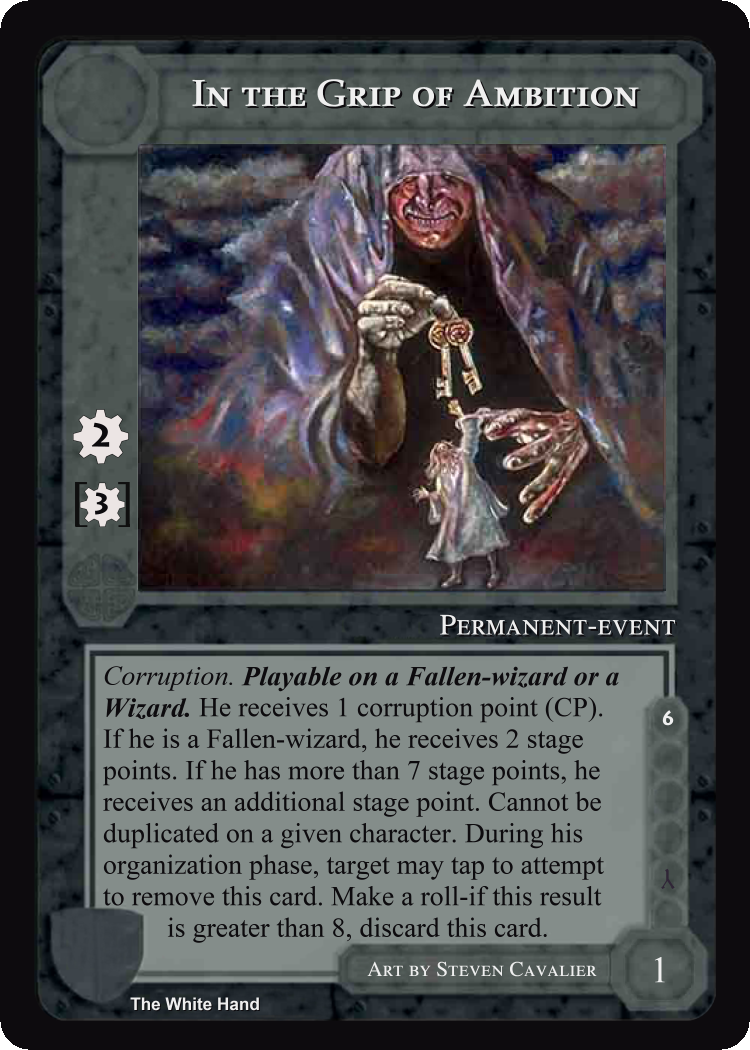 In the Grip of Ambition
2
[3]
Permanent-event
Corruption. Playable on a Fallen-wizard or a
Wizard. He receives 1 corruption point (CP).
If he is a Fallen-wizard, he receives 2 stage
points. If he has more than 7 stage points, he
receives an additional stage point. Cannot be
duplicated on a given character. During his
organization phase, target may tap to attempt
to remove this card. Make a roll-if this result
is greater than 8, discard this card.
6
Art by Steven Cavalier
1
The White Hand